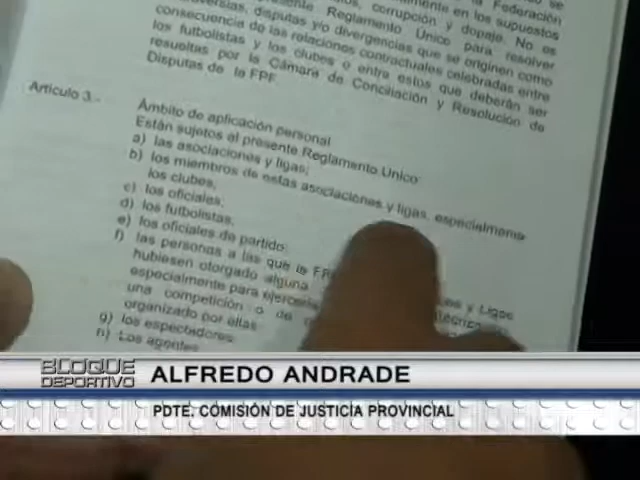 la Federación
corrupción y dopaje. No es
Reglamento Único para resolver
disputas y/o divergencias que se originen como
consecuencia de las relaciones contractuales celebradas entre
los futbolistas y los clubes o entre estos que deberán ser
resueltas por la Cámara de Conciliación y Resolución de
Disputas de la FPF
Artículo 3.-
Ámbito de aplicación personal
Están sujetos al presente Reglamento Único:
a) las asociaciones y ligas;
b) los miembros de estas asociaciones y ligas, especialmente
los clubes;
c) los oficiales;
d) los futbolistas;
e) los oficiales de partido;
f) las personas a las que la
hubiesen otorgado alguna
especialmente para ejercerla
una competición o de
organizado por ellas
g) los espectadores
h) Los agentes
BLOQUE
DEPORTIVO
ALFREDO ANDRADE
PDTE. COMISIÓN DE JUSTICIA PROVINCIAL